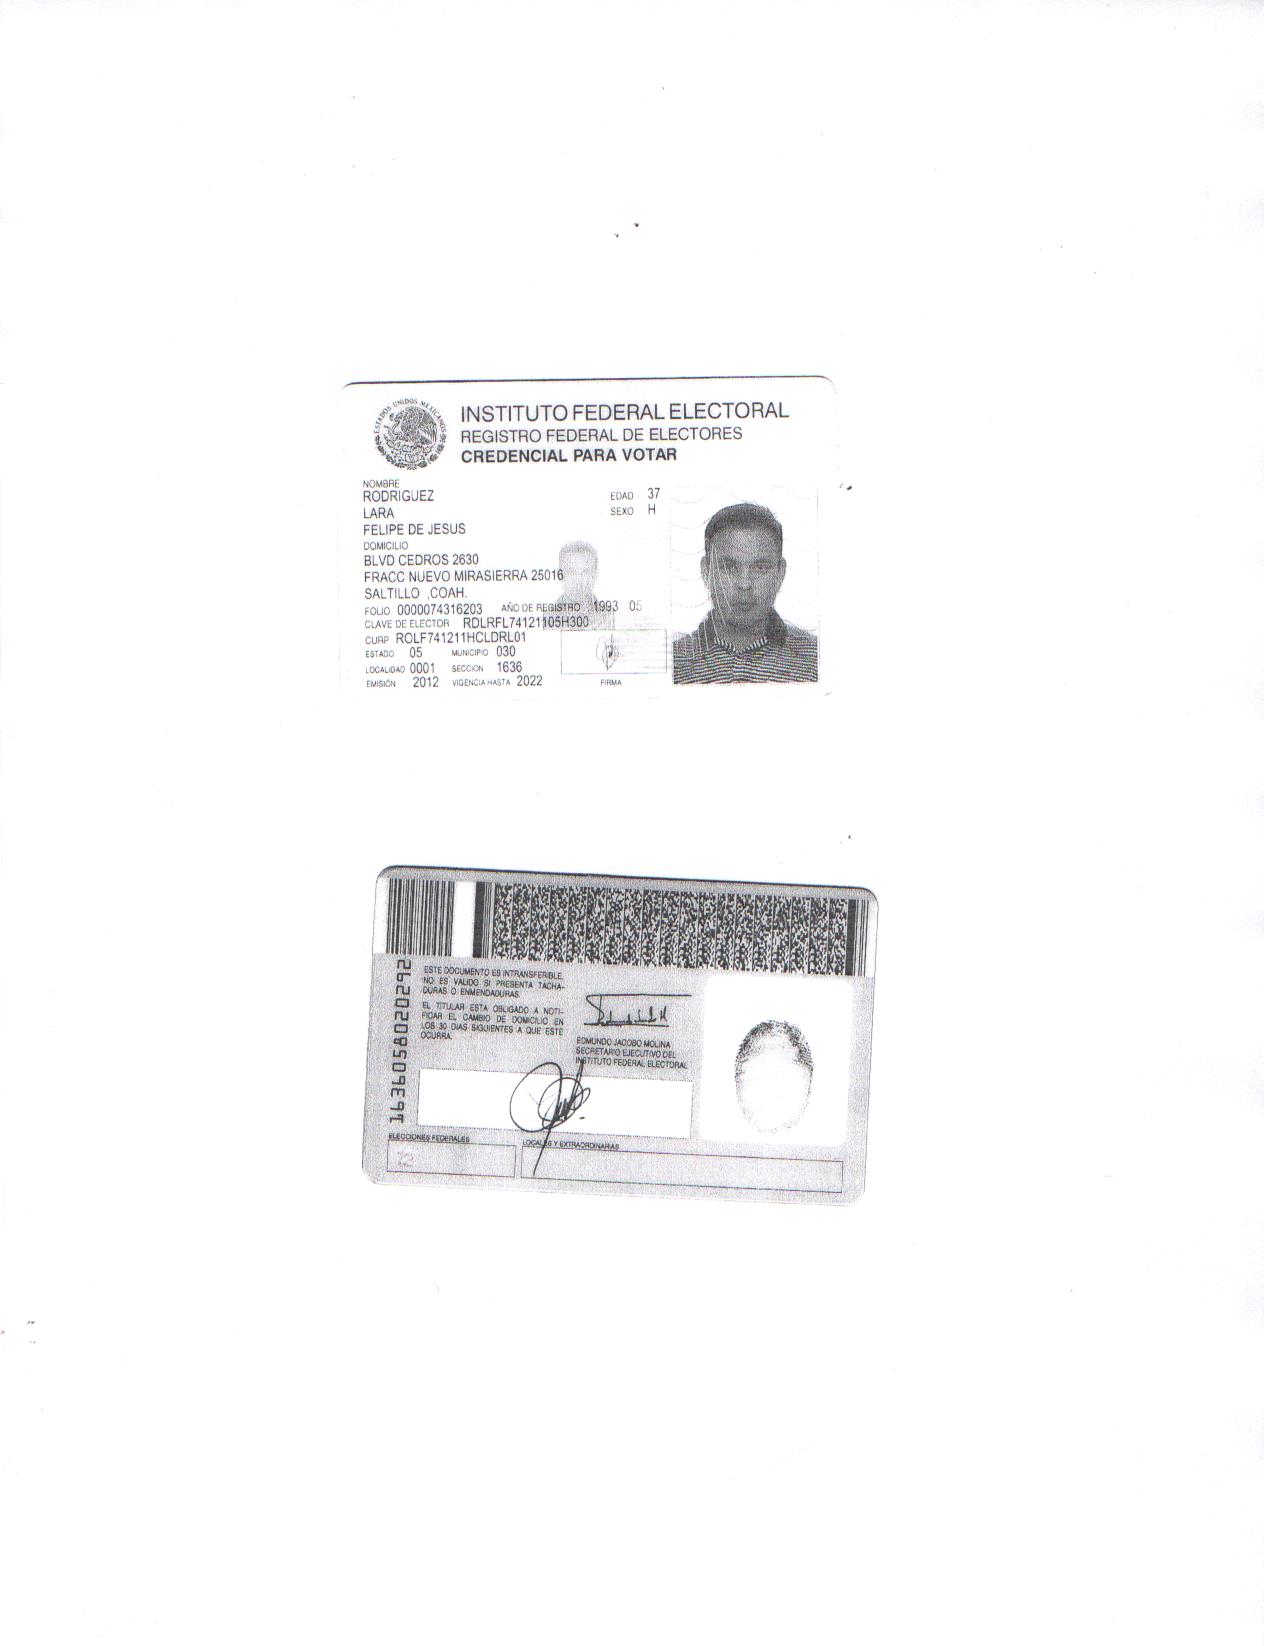 ESTADOS UNIDOS MEXICANOS
INSTITUTO FEDERAL ELECTORAL
REGISTRO FEDERAL DE ELECTORES
CREDENCIAL PARA VOTAR
NOMBRE
RODRIGUEZ
EDAD 37
LARA
SEXO H
FELIPE DE JESUS
DOMICILIO
BLVD CEDROS 2630
FRACC NUEVO MIRASIERRA 25016
SALTILLO ,COAH.
FOLIO 0000074316203 AÑO DE REGISTRO 1993 05
CLAVE DE ELECTOR RDLRFL74121105H300
CURP ROLF741211HCLDRL01
ESTADO 05 MUNICIPIO 030
LOCALIDAD 0001 SECCION 1636
EMISIÓN 2012 VIGENCIA HASTA 2022
FIRMA
1636058020292
ESTE DOCUMENTO ES INTRANSFERIBLE.
NO ES VALIDO SI PRESENTA TACHA-
DURAS O ENMENDADURAS.
EL TITULAR ESTA OBLIGADO A NOTI-
FICAR EL CAMBIO DE DOMICILIO EN
LOS 30 DIAS SIGUIENTES A QUE ESTE
OCURRA.
EDMUNDO JACOBO MOLINA
SECRETARIO EJECUTIVO DEL
INSTITUTO FEDERAL ELECTORAL
ELECCIONES FEDERALES
LOCALES Y EXTRAORDINARIAS